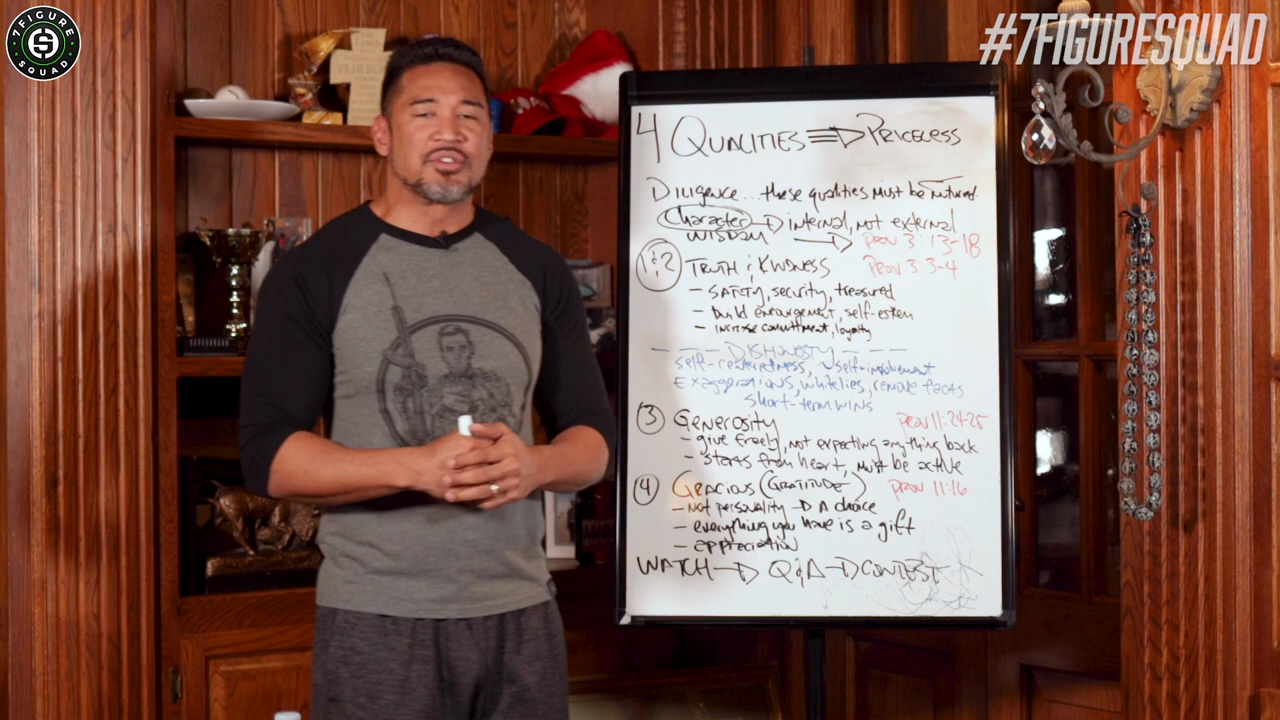 7FIGURE
SQUAD
#7FIGURESQUAD
4 QUALITIES ⇒ PRICELESS
Diligence... these qualities must be nurtured
Character → internal, not external
WISDOM → PROV 3:13-18
1&2 TRUTH & KINDNESS PROV 3:3-4
- SAFETY, security, treasured
- build encouragement, self-esteem
- increase commitment, loyalty
- - - DISHONESTY - - -
self-centeredness, self-involvement
Exaggerations, white lies, remove facts
short-term wins
3 Generosity PROV 11:24-25
- give freely, not expecting anything back
- starts from heart, must be active
4 Gracious (GRATITUDE) PROV 11:16
- Not personality → A choice
- everything you have is a gift
- appreciation
WATCH → Q&A → CONTEST